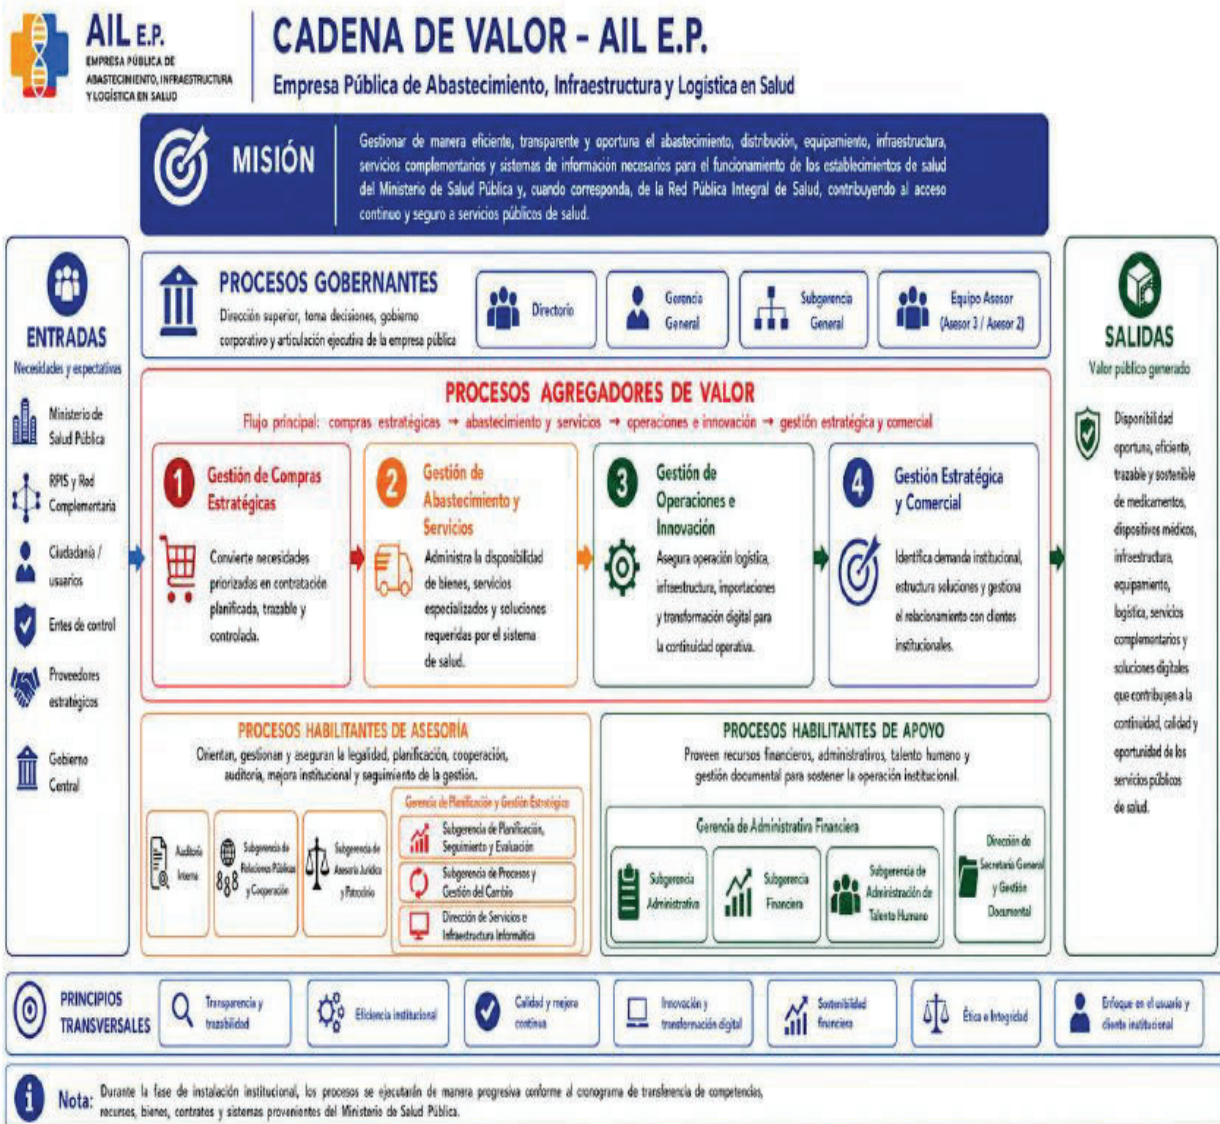 AIL E.P.
EMPRESA PÚBLICA DE
ABASTECIMIENTO, INFRAESTRUCTURA
Y LOGÍSTICA EN SALUD
CADENA DE VALOR – AIL E.P.
Empresa Pública de Abastecimiento, Infraestructura y Logística en Salud
MISIÓN
Gestionar de manera eficiente, transparente y oportuna el abastecimiento, distribución, equipamiento, infraestructura,
servicios complementarios y sistemas de información necesarios para el funcionamiento de los establecimientos de salud
del Ministerio de Salud Pública y, cuando corresponda, de la Red Pública Integral de Salud, contribuyendo al acceso
continuo y seguro a servicios públicos de salud.
ENTRADAS
Necesidades y expectativas
Ministerio de
Salud Pública
RPIS y Red
Complementaria
Ciudadanía /
usuarios
Entes de control
Proveedores
estratégicos
Gobierno
Central
PROCESOS GOBERNANTES
Dirección superior, toma decisiones, gobierno
corporativo y articulación ejecutiva de la empresa pública
Directorio
Gerencia
General
Subgerencia
General
Equipo Asesor
(Asesor 3 / Asesor 2)
PROCESOS AGREGADORES DE VALOR
Flujo principal: compras estratégicas → abastecimiento y servicios → operaciones e innovación → gestión estratégica y comercial
1
Gestión de Compras
Estratégicas
Convierte necesidades
priorizadas en contratación
planificada, trazable y
controlada.
2
Gestión de
Abastecimiento y
Servicios
Administra la disponibilidad
de bienes, servicios
especializados y soluciones
requeridas por el sistema
de salud.
3
Gestión de
Operaciones e
Innovación
Asegura operación logística,
infraestructura, importaciones
y transformación digital para
la continuidad operativa.
4
Gestión Estratégica
y Comercial
Identifica demanda institucional,
estructura soluciones y gestiona
el relacionamiento con clientes
institucionales.
PROCESOS HABILITANTES DE ASESORÍA
Orientan, gestionan y aseguran la legalidad, planificación, cooperación,
auditoría, mejora institucional y seguimiento de la gestión.
Auditoría
Interna
Subgerencia de
Relaciones Públicas
y Cooperación
Subgerencia de
Asesoría Jurídica
y Patrocinio
Gerencia de Planificación y Gestión Estratégica
Subgerencia de Planificación,
Seguimiento y Evaluación
Subgerencia de Procesos y
Gestión del Cambio
Dirección de Servicios e
Infraestructura Informática
PROCESOS HABILITANTES DE APOYO
Proveen recursos financieros, administrativos, talento humano y
gestión documental para sostener la operación institucional.
Gerencia de Administrativa Financiera
Subgerencia
Administrativa
Subgerencia
Financiera
Subgerencia de
Administración de
Talento Humano
Dirección de
Secretaría General
y Gestión
Documental
SALIDAS
Valor público generado
Disponibilidad
oportuna, eficiente,
trazable y sostenible
de medicamentos,
dispositivos médicos,
infraestructura,
equipamiento,
logística, servicios
complementarios y
soluciones digitales
que contribuyen a la
continuidad, calidad y
oportunidad de los
servicios públicos
de salud.
PRINCIPIOS
TRANSVERSALES
Transparencia y
trazabilidad
Eficiencia institucional
Calidad y mejora
continua
Innovación y
transformación digital
Sostenibilidad
financiera
Ética e Integridad
Enfoque en el usuario y
cliente institucional
Nota: Durante la fase de instalación institucional, los procesos se ejecutarán de manera progresiva conforme al cronograma de transferencia de competencias,
recursos, bienes, contratos y sistemas provenientes del Ministerio de Salud Pública.